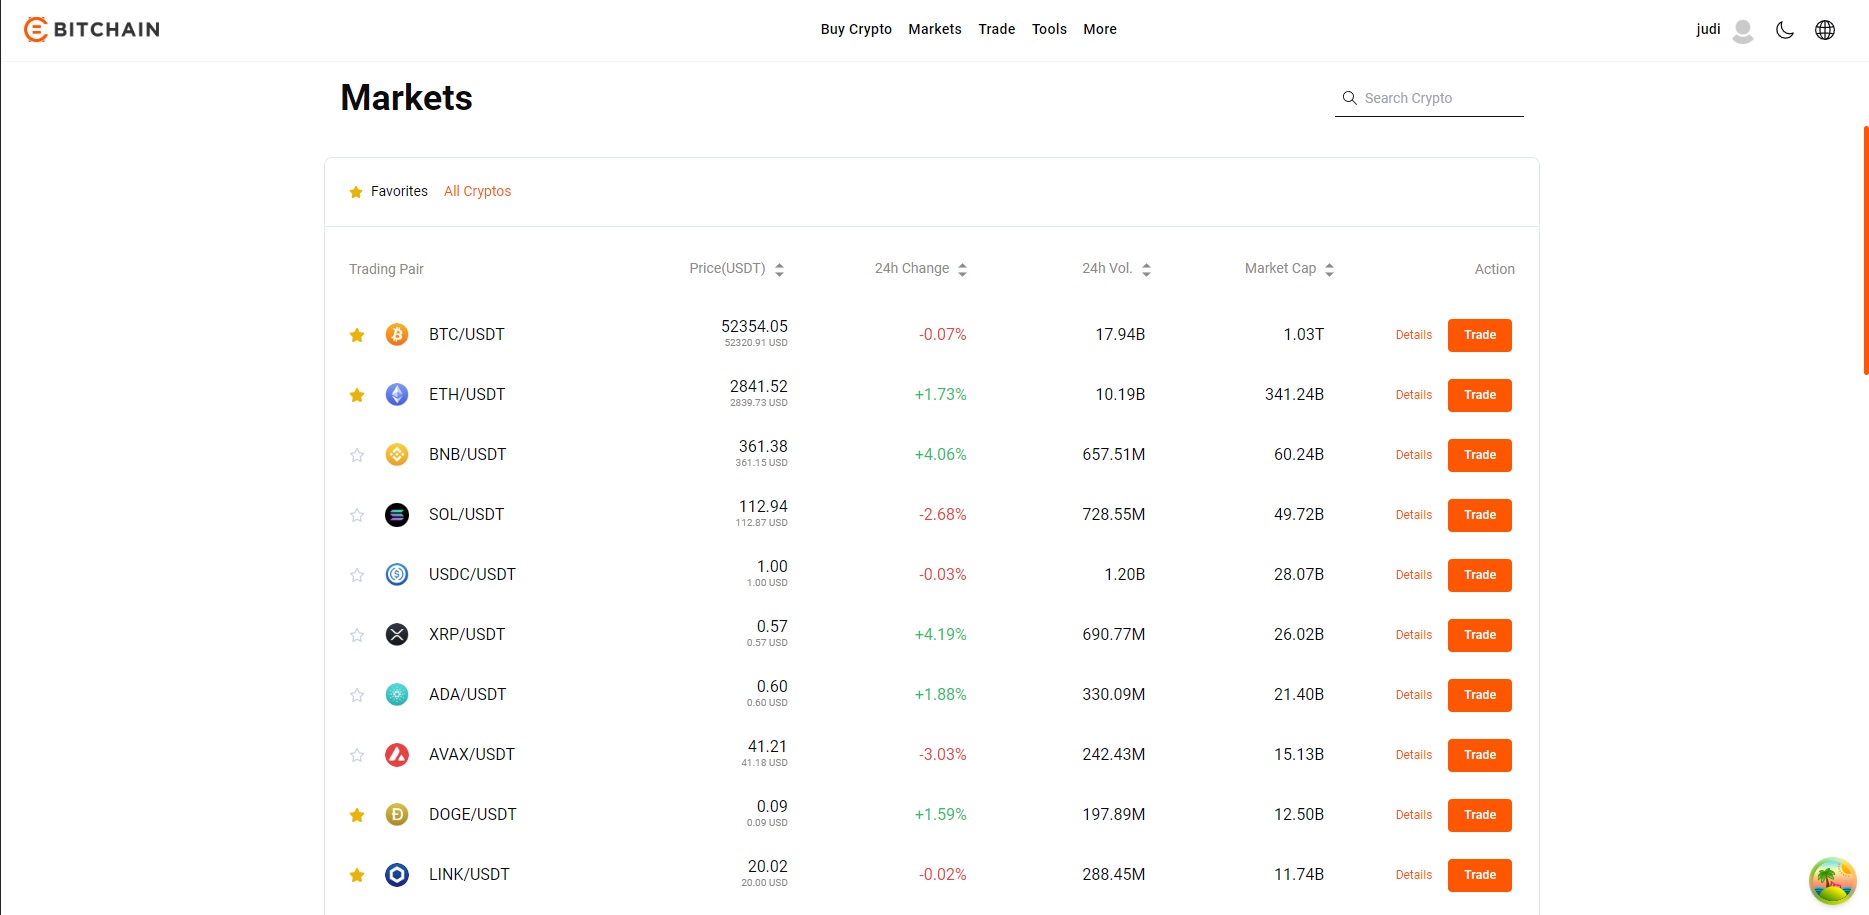 BITCHAIN
Buy Crypto Markets Trade Tools More
judi
Markets
Search Crypto
Favorites All Cryptos
Trading Pair Price(USDT) 24h Change 24h Vol. Market Cap Action
BTC/USDT 52354.05 -0.07% 17.94B 1.03T Details Trade
52320.91 USD
ETH/USDT 2841.52 +1.73% 10.19B 341.24B Details Trade
2839.73 USD
BNB/USDT 361.38 +4.06% 657.51M 60.24B Details Trade
361.15 USD
SOL/USDT 112.94 -2.68% 728.55M 49.72B Details Trade
112.87 USD
USDC/USDT 1.00 -0.03% 1.20B 28.07B Details Trade
1.00 USD
XRP/USDT 0.57 +4.19% 690.77M 26.02B Details Trade
0.57 USD
ADA/USDT 0.60 +1.88% 330.09M 21.40B Details Trade
0.60 USD
AVAX/USDT 41.21 -3.03% 242.43M 15.13B Details Trade
41.18 USD
DOGE/USDT 0.09 +1.59% 197.89M 12.50B Details Trade
0.09 USD
LINK/USDT 20.02 -0.02% 288.45M 11.74B Details Trade
20.00 USD